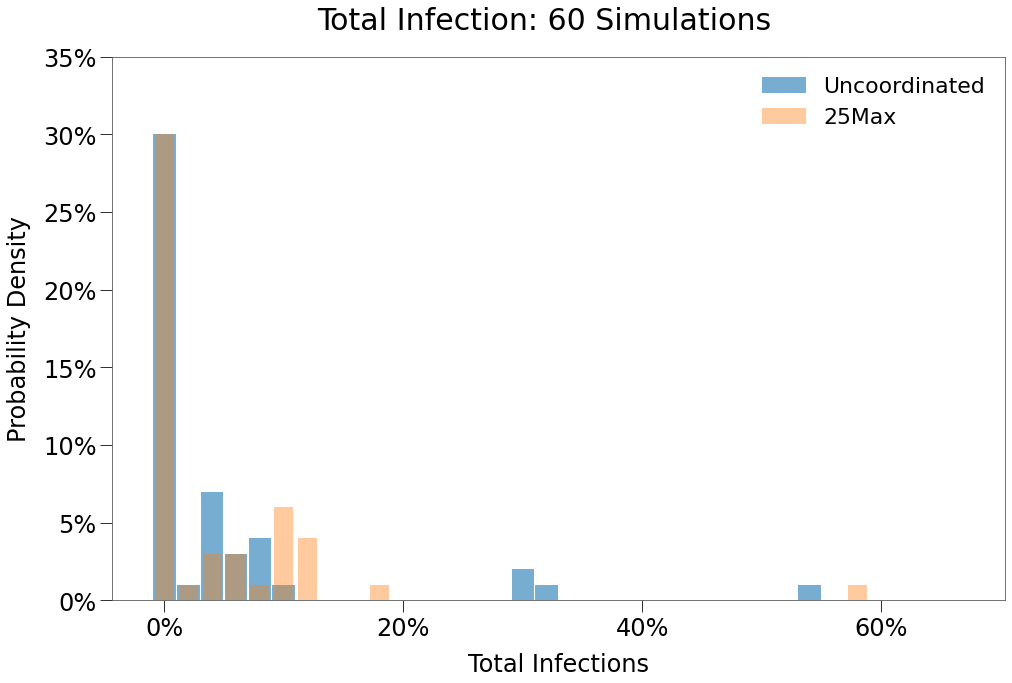 Total Infection: 60 Simulations
35%
30%
25%
20%
15%
10%
5%
0%
Probability Density
Uncoordinated
25Max
0%
20%
40%
60%
Total Infections